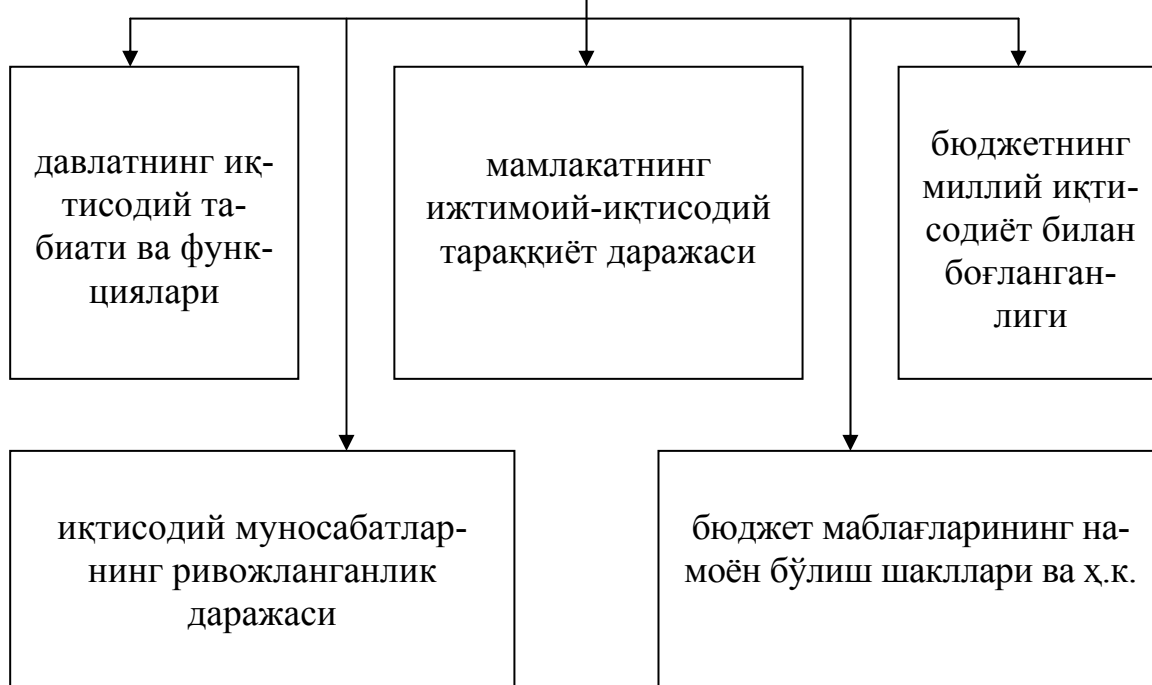 давлатнинг иқ-
тисодий та-
биати ва функ-
циялари
мамлакатнинг
ижтимоий-иқтисодий
тараққиёт даражаси
бюджетнинг
миллий иқти-
содиёт билан
боғланган-
лиги
иқтисодий муносабатлар-
нинг ривожланганлик
даражаси
бюджет маблағларининг на-
моён бўлиш шакллари ва ҳ.к.